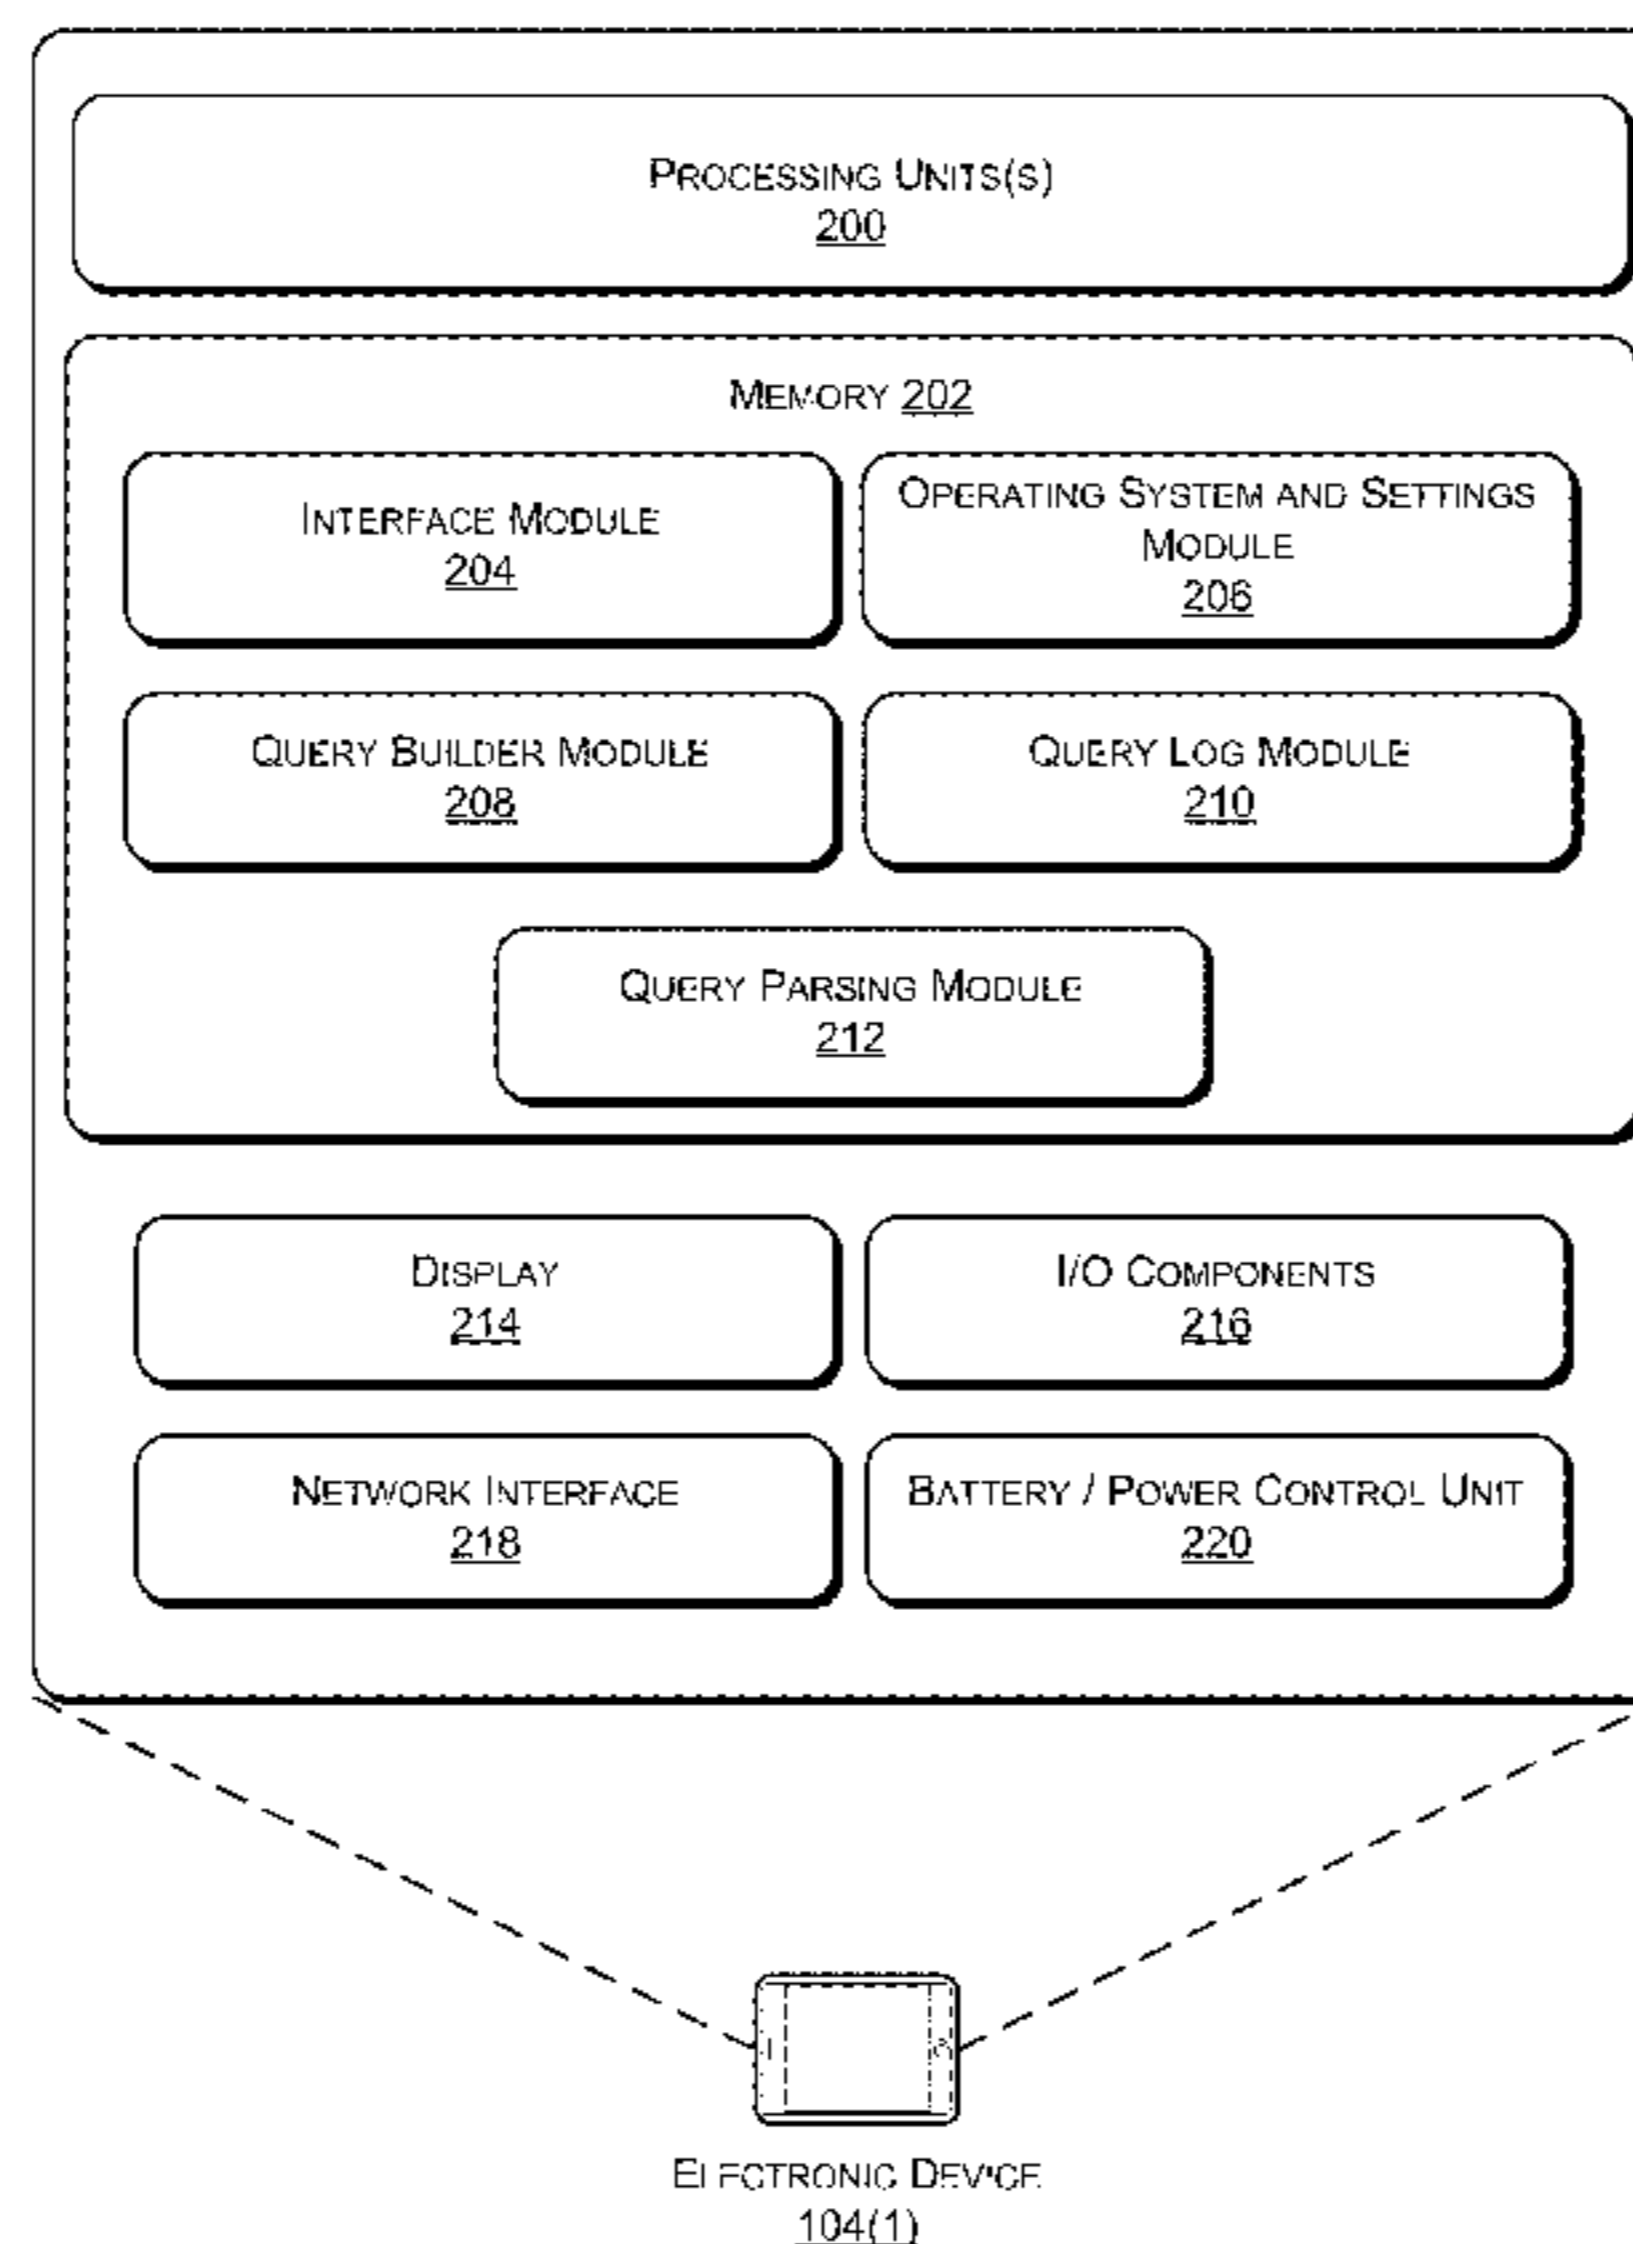 PROCESSING UNITS(S)
200
MEMORY 202
INTERFACE MODULE
204
OPERATING SYSTEM AND SETTINGS
MODULE
206
QUERY BUILDER MODULE
208
QUERY LOG MODULE
210
QUERY PARSING MODULE
212
DISPLAY
214
I/O COMPONENTS
216
NETWORK INTERFACE
218
BATTERY / POWER CONTROL UNIT
220
ELECTRONIC DEVICE
104(1)